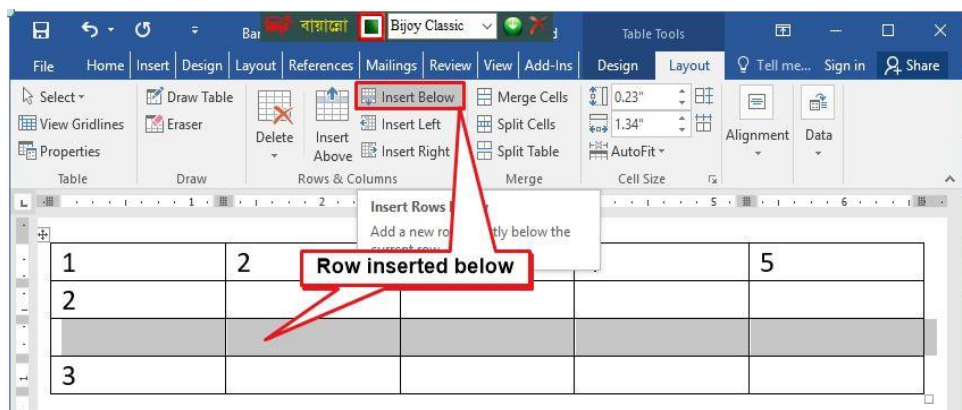 Bar বায়ান্নো Bijoy Classic Table Tools
File Home Insert Design Layout References Mailings Review View Add-Ins Design Layout Tell me... Sign in Share
Select Draw Table Insert Below Merge Cells 0.23"
View Gridlines Eraser Delete Insert Above Insert Left Split Cells 1.34" Alignment Data
Properties Insert Right Split Table AutoFit
Table Draw Rows & Columns Merge Cell Size
L 1 2 5 6
Insert Rows
Add a new ro tly below the
current row
Row inserted below
1 2 5
2
3